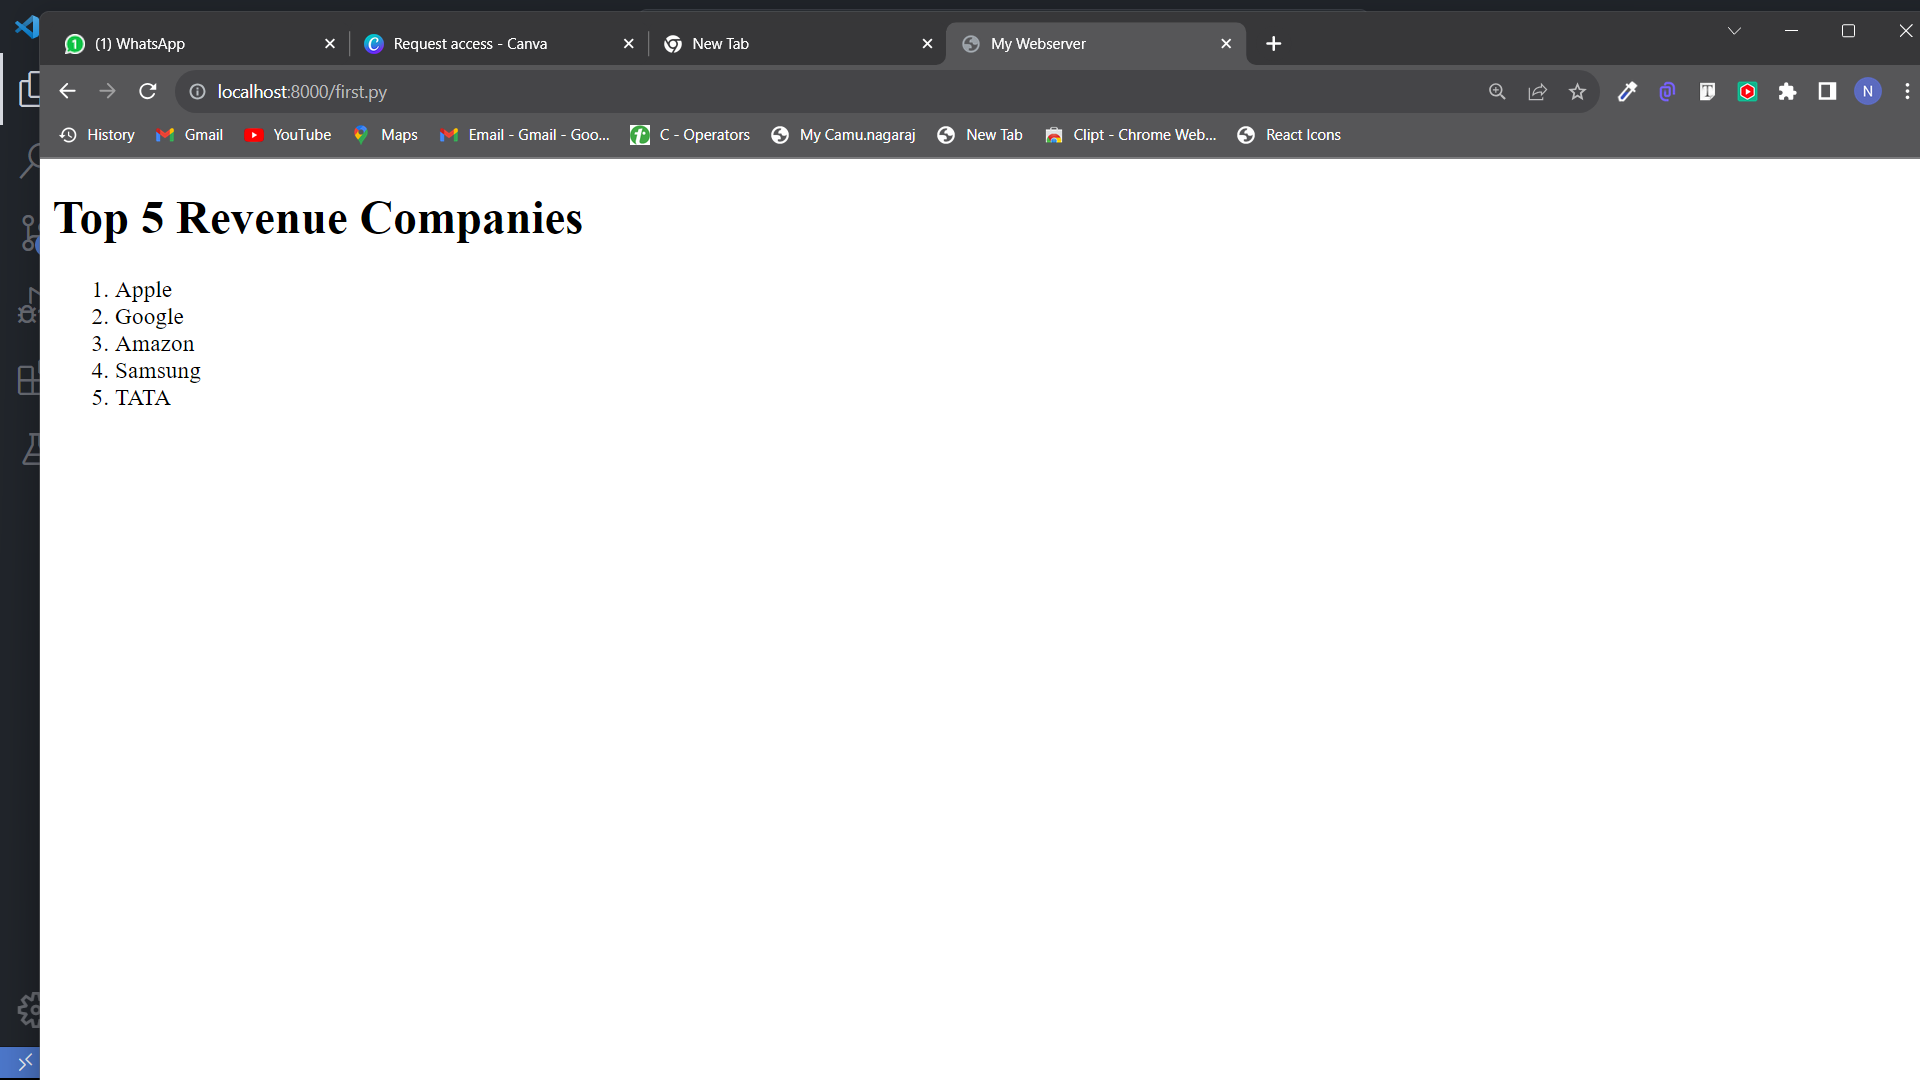 (1) WhatsApp
Request access - Canva
New Tab
My Webserver
localhost:8000/first.py
N
History
Gmail
YouTube
Maps
Email - Gmail - Goo...
C - Operators
My Camu.nagaraj
New Tab
Clipt - Chrome Web...
React Icons
Top 5 Revenue Companies
1. Apple
2. Google
3. Amazon
4. Samsung
5. TATA